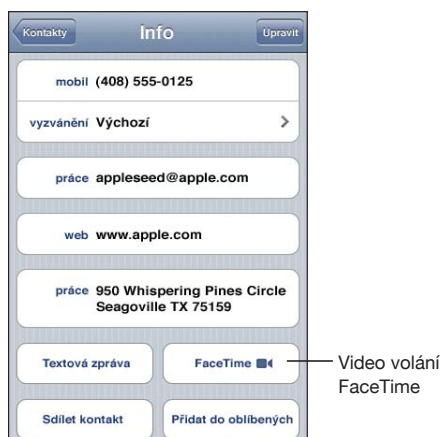 Kontakty Info Upravit
mobil (408) 555-0125
vyzvánění Výchozí
práce appleseed@apple.com
web www.apple.com
práce 950 Whispering Pines Circle
Seagoville TX 75159
Textová zpráva FaceTime
Video volání
FaceTime
Sdílet kontakt Přidat do oblíbených